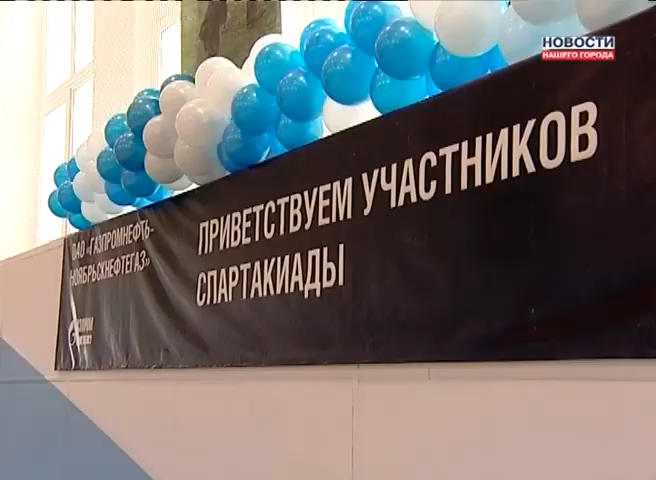 НОВОСТИ
НАШЕГО ГОРОДА
ОАО «ГАЗПРОМНЕФТЬ-
НОЯБРЬСКНЕФТЕГАЗ»
ПРИВЕТСТВУЕМ УЧАСТНИКОВ
СПАРТАКИАДЫ